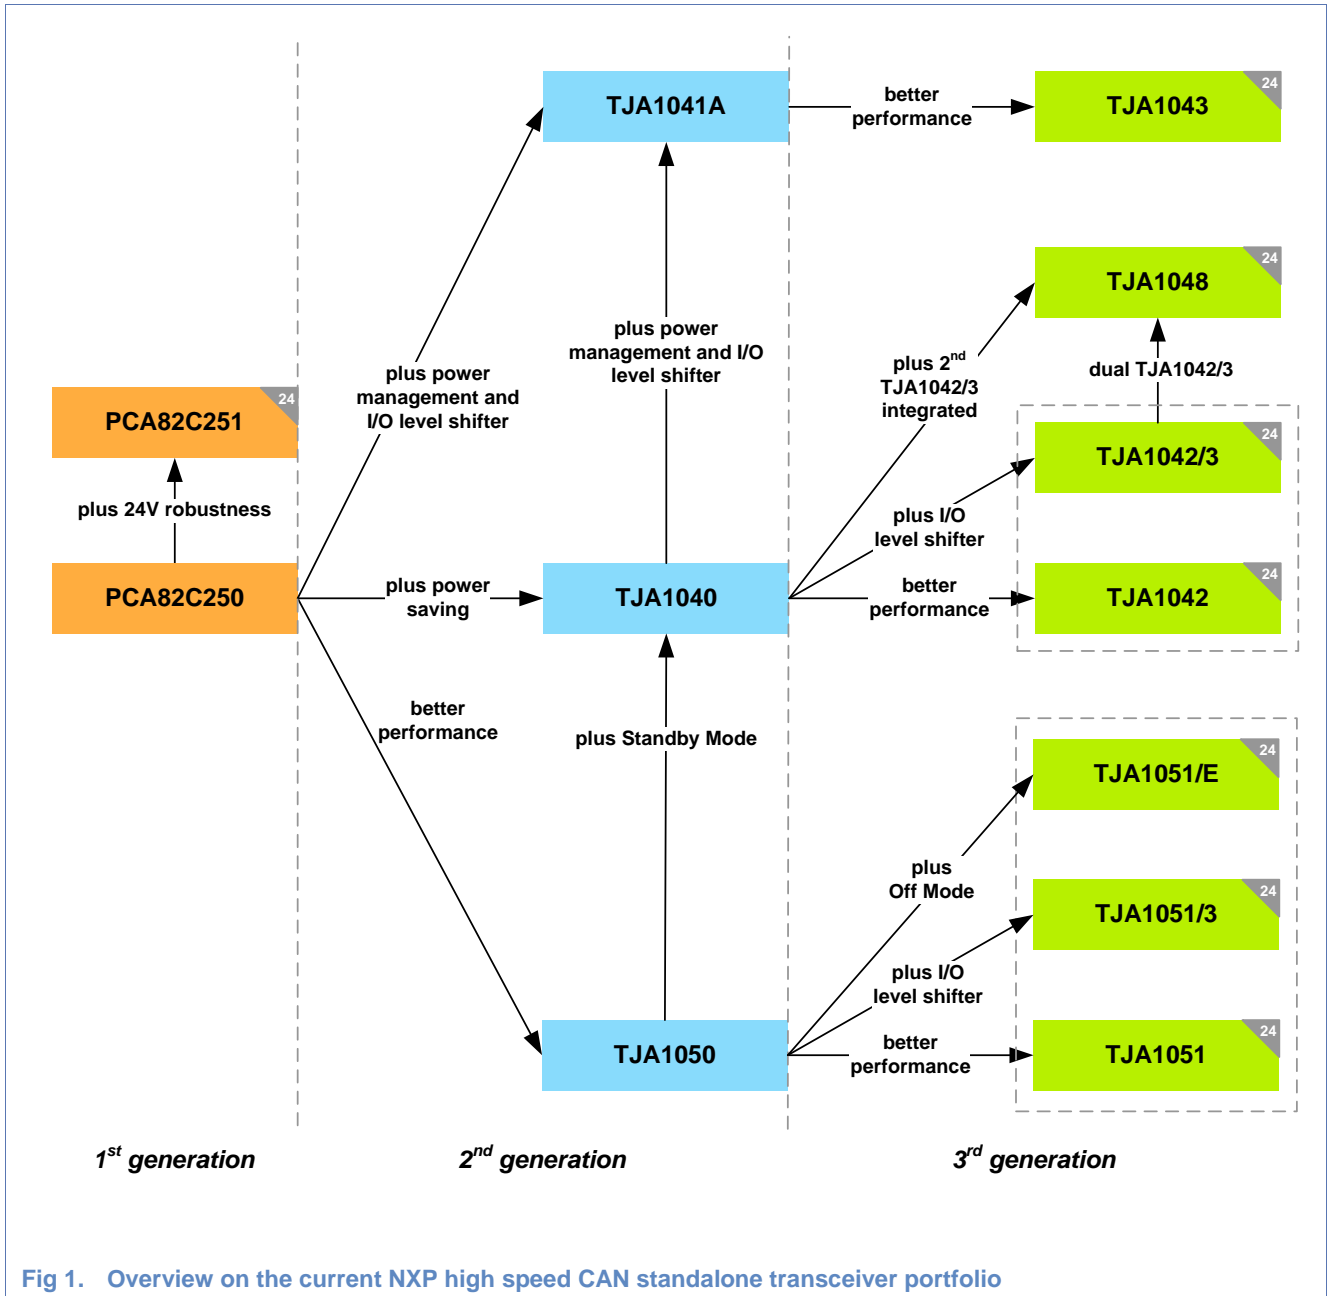 TJA1041A
better
performance
TJA1043
24
TJA1048
24
plus power
management and I/O
level shifter
plus 2nd
TJA1042/3
integrated
dual TJA1042/3
plus power
management and
I/O level shifter
PCA82C251
24
TJA1042/3
24
plus 24V robustness
plus I/O
level shifter
PCA82C250
plus power
saving
TJA1040
better
performance
TJA1042
24
better
performance
plus Standby Mode
TJA1051/E
24
plus
Off Mode
TJA1051/3
24
plus I/O
level shifter
TJA1050
better
performance
TJA1051
24
1st generation
2nd generation
3rd generation
Fig 1. Overview on the current NXP high speed CAN standalone transceiver portfolio